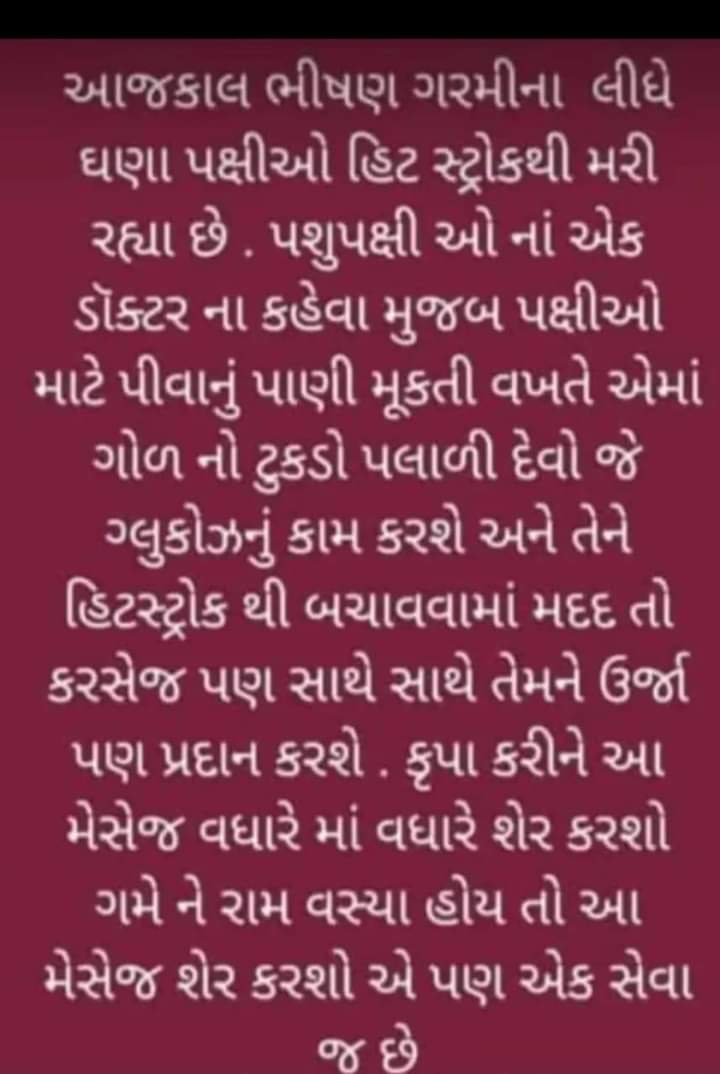 આજકાલ ભીષણ ગરમીના લીધે
ઘણા પક્ષીઓ હિટ સ્ટ્રોકથી મરી
રહ્યા છે . પશુપક્ષી ઓ નાં એક
ડૉક્ટર ના કહેવા મુજબ પક્ષીઓ
માટે પીવાનું પાણી મૂકતી વખતે એમાં
ગોળ નો ટુકડો પલાળી દેવો જે
ગ્લુકોઝનું કામ કરશે અને તેને
હિટસ્ટ્રોક થી બચાવવામાં મદદ તો
કરસેજ પણ સાથે સાથે તેમને ઉર્જા
પણ પ્રદાન કરશે . કૃપા કરીને આ
મેસેજ વધારે માં વધારે શેર કરશો
ગમે ને રામ વસ્યા હોય તો આ
મેસેજ શેર કરશો એ પણ એક સેવા
જ છે